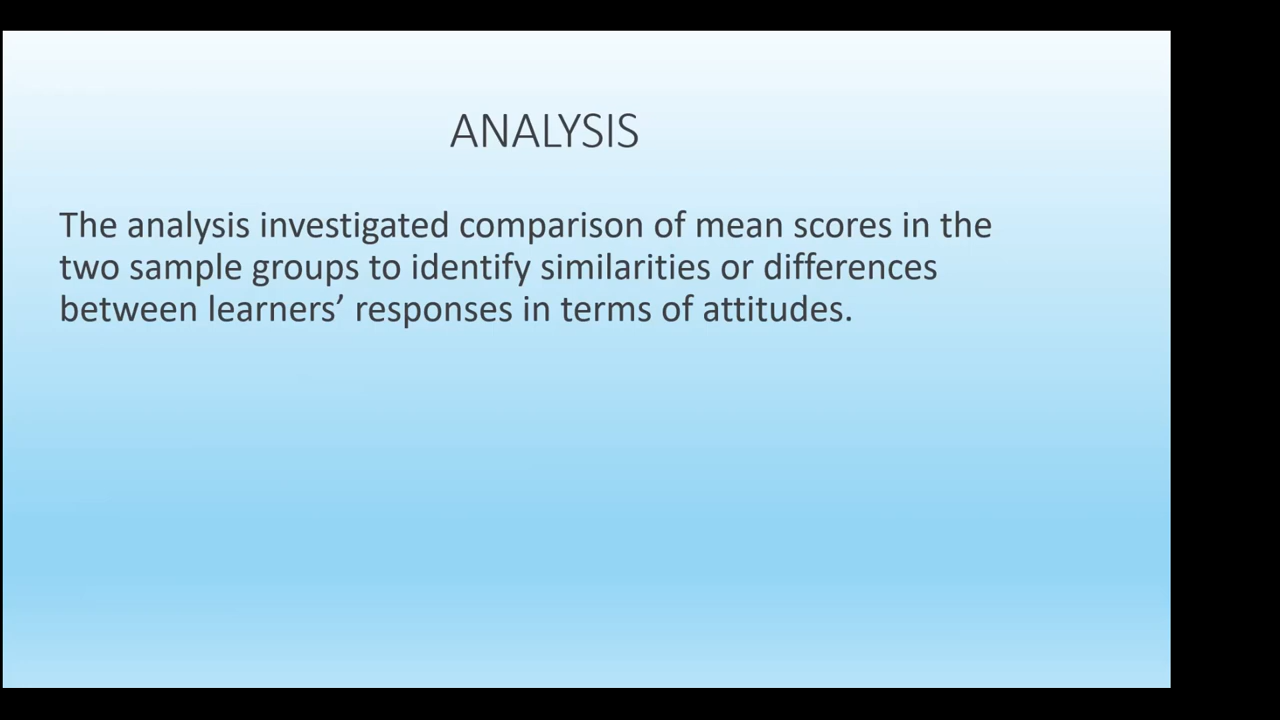 ANALYSIS
The analysis investigated comparison of mean scores in the
two sample groups to identify similarities or differences
between learners’ responses in terms of attitudes.